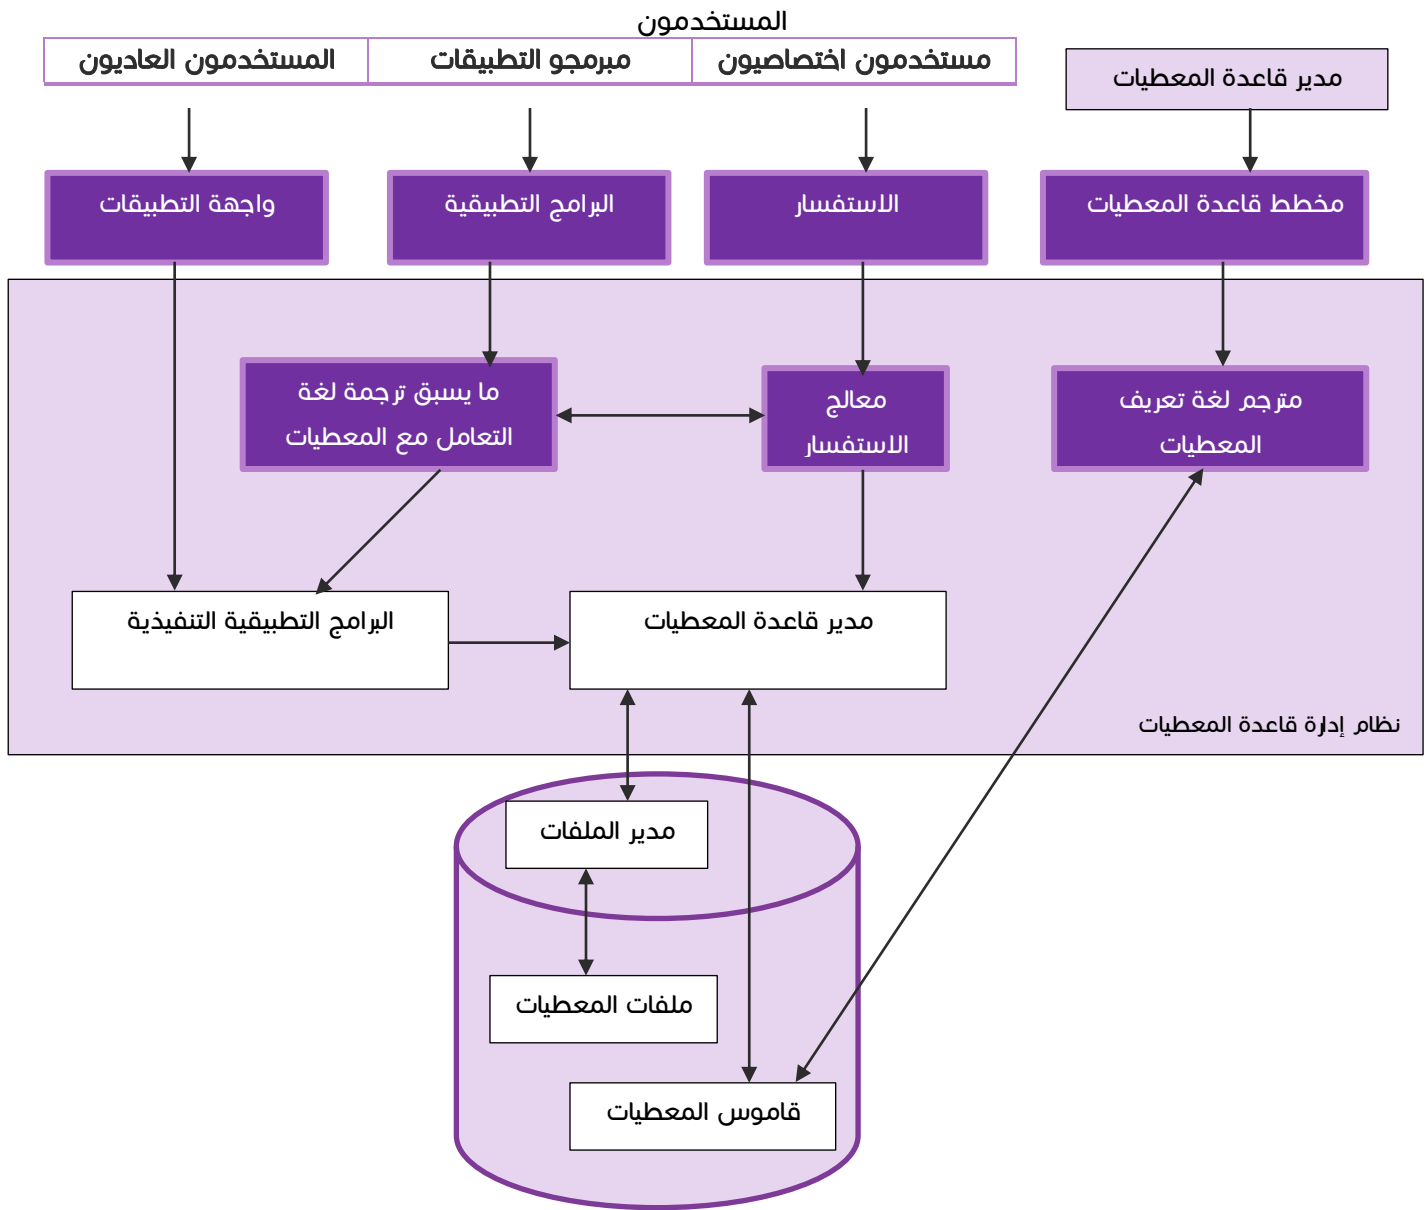 المستخدمون
مدير قاعدة المعطيات
مستخدمون اختصاصيون
مبرمجو التطبيقات
المستخدمون العاديون
مخطط قاعدة المعطيات
الاستفسار
البرامج التطبيقية
واجهة التطبيقات
مترجم لغة تعريف
المعطيات
معالج
الاستفسار
ما يسبق ترجمة لغة
التعامل مع المعطيات
مدير قاعدة المعطيات
البرامج التطبيقية التنفيذية
نظام إدارة قاعدة المعطيات
مدير الملفات
ملفات المعطيات
قاموس المعطيات